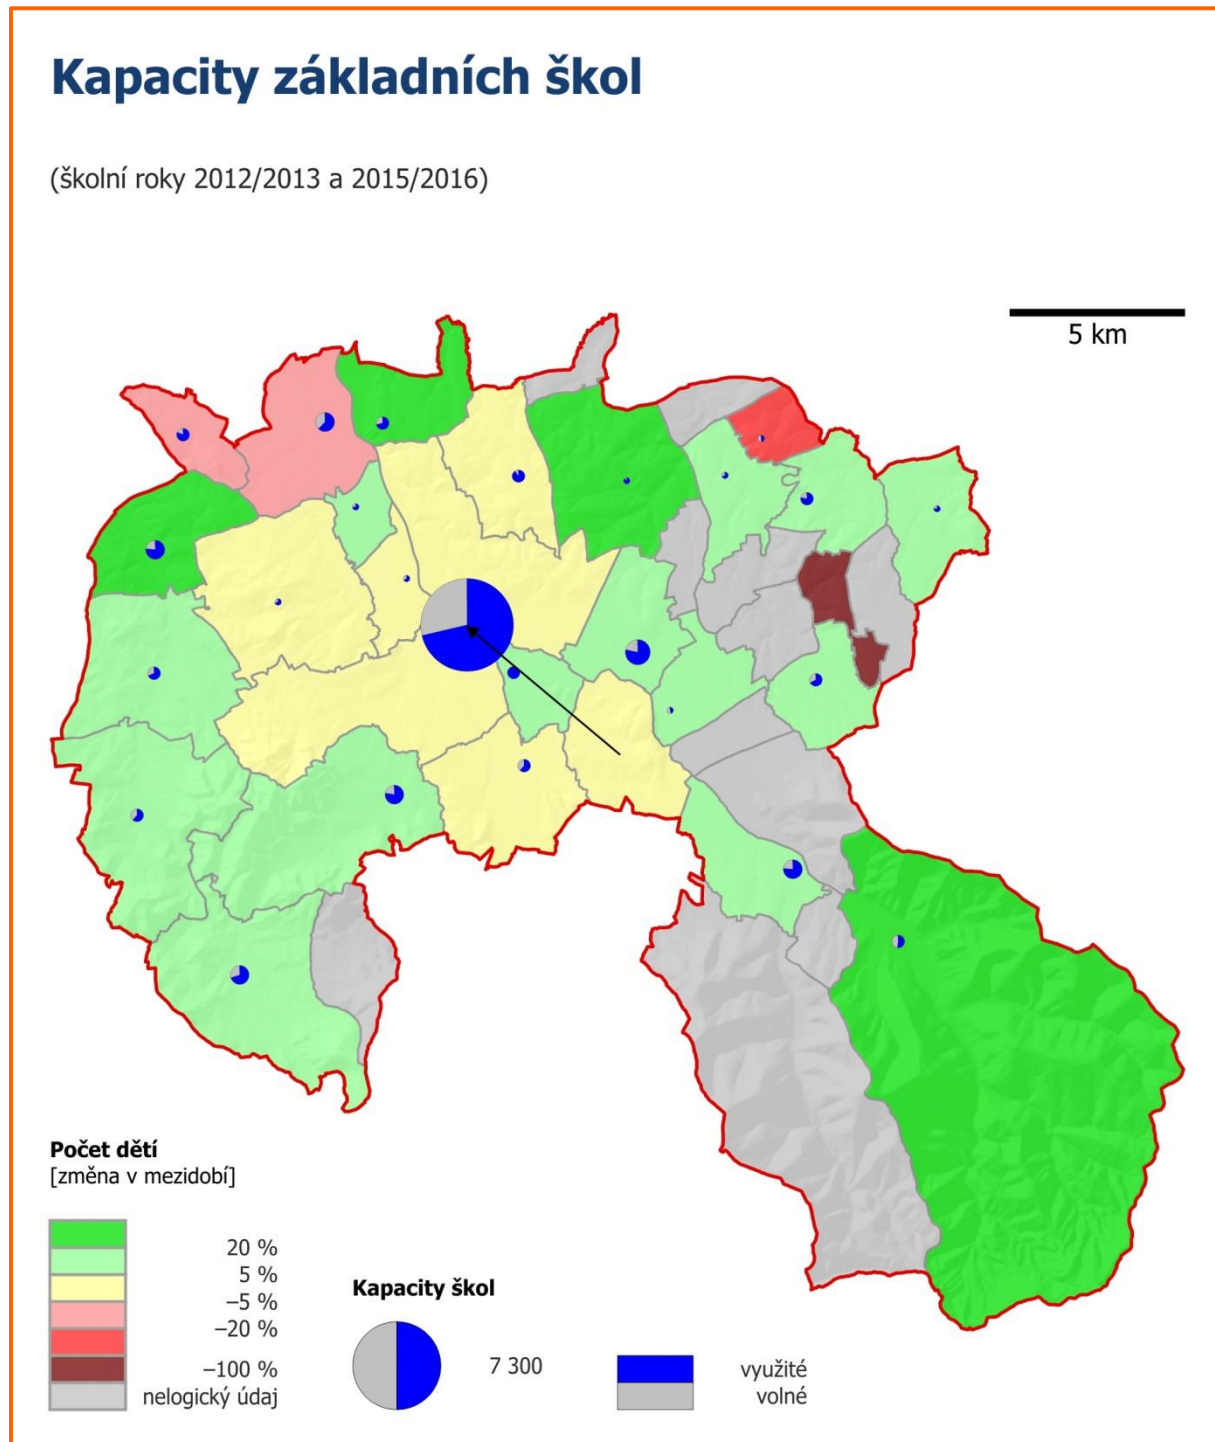 Kapacity základních škol
(školní roky 2012/2013 a 2015/2016)
5 km
Počet dětí
[změna v mezidobí]
20 %
5 %
–5 %
–20 %
–100 %
nelogický údaj
Kapacity škol
7 300
využité
volné